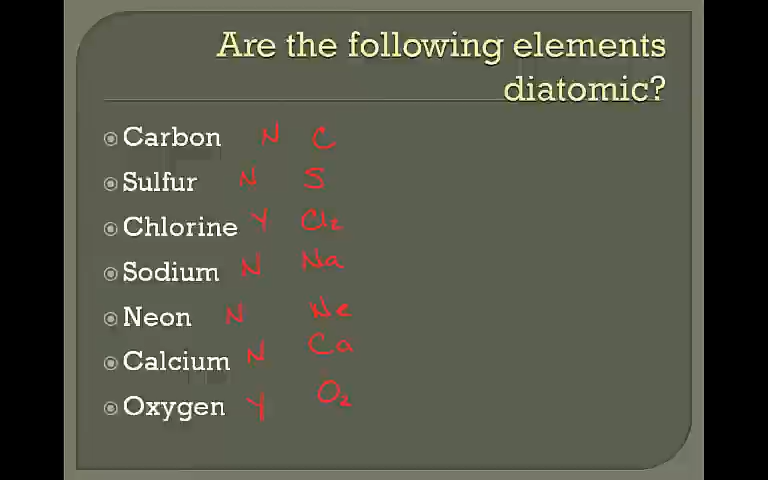 Are the following elements
diatomic?
Carbon N C
Sulfur N S
Chlorine Y Cl₂
Sodium N Na
Neon N Ne
Calcium N Ca
Oxygen Y O₂